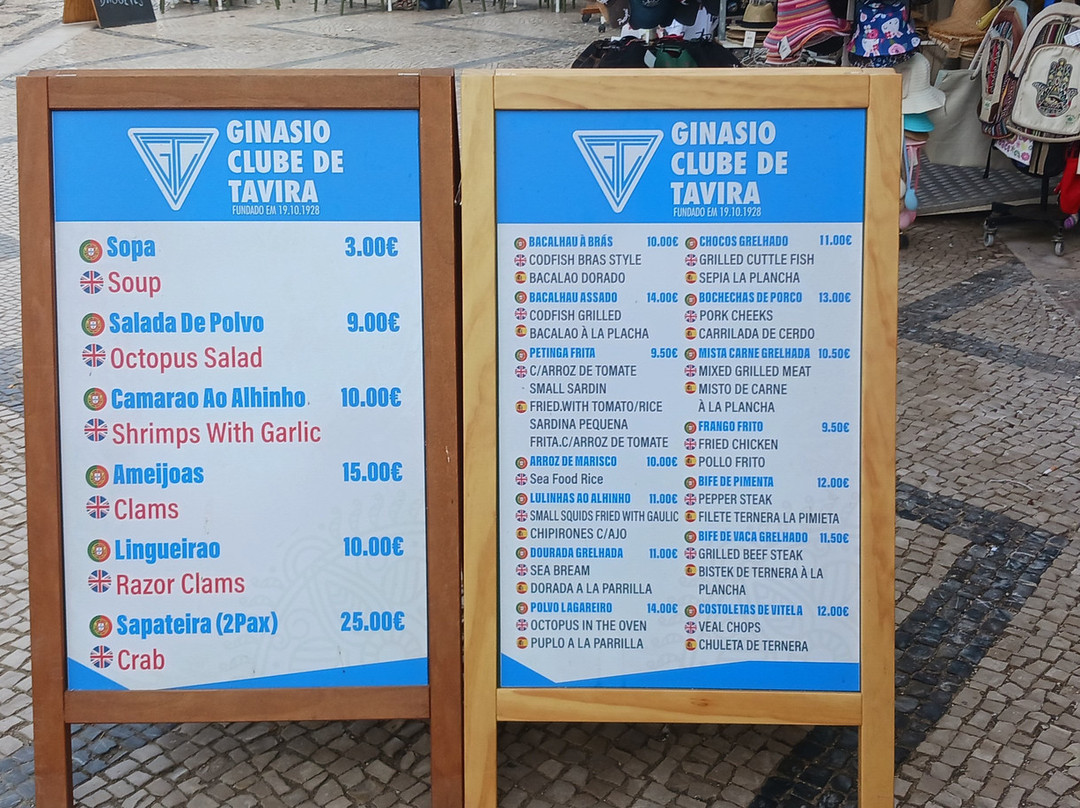 GINASIO
CLUBE DE
TAVIRA
FUNDADO EM 19.10.1928
Sopa 3.00€
Soup
Salada De Polvo 9.00€
Octopus Salad
Camarao Ao Alhinho 10.00€
Shrimps With Garlic
Ameijoas 15.00€
Clams
Lingueirao 10.00€
Razor Clams
Sapateira (2Pax) 25.00€
Crab
GINASIO
CLUBE DE
TAVIRA
FUNDADO EM 19.10.1928
BACALHAU À BRÁS 10.00€
CODFISH BRAS STYLE
BACALAO DORADO
BACALHAU ASSADO 14.00€
CODFISH GRILLED
BACALAO À LA PLACHA
PETINGA FRITA 9.50€
C/ARROZ DE TOMATE
SMALL SARDIN
FRIED.WITH TOMATO/RICE
SARDINA PEQUENA
FRITA.C/ARROZ DE TOMATE
ARROZ DE MARISCO 10.00€
Sea Food Rice
LULINHAS AO ALHINHO 11.00€
SMALL SQUIDS FRIED WITH GAULIC
CHIPIRONES C/AJO
DOURADA GRELHADA 11.00€
SEA BREAM
DORADA A LA PARRILLA
POLVO LAGAREIRO 14.00€
OCTOPUS IN THE OVEN
PUPLO A LA PARRILLA
CHOCOS GRELHADO 11.00€
GRILLED CUTTLE FISH
SEPIA LA PLANCHA
BOCHECHAS DE PORCO 13.00€
PORK CHEEKS
CARRILADA DE CERDO
MISTA CARNE GRELHADA 10.50€
MIXED GRILLED MEAT
MISTO DE CARNE
À LA PLANCHA
FRANGO FRITO 9.50€
FRIED CHICKEN
POLLO FRITO
BIFE DE PIMENTA 12.00€
PEPPER STEAK
FILETE TERNERA LA PIMIETA
BIFE DE VACA GRELHADO 11.50€
GRILLED BEEF STEAK
BISTEK DE TERNERA À LA
PLANCHA
COSTOLETAS DE VITELA 12.00€
VEAL CHOPS
CHULETA DE TERNERA